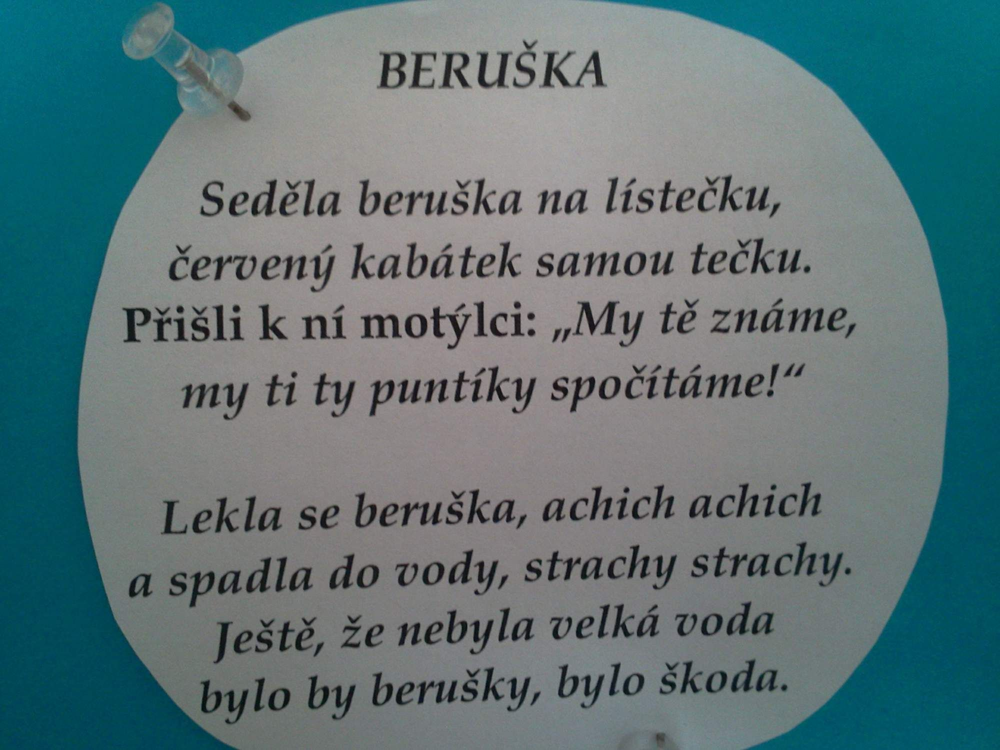 BERUŠKA
Seděla beruška na lístečku,
červený kabátek samou tečku.
Přišli k ní motýlci: „My tě známe,
my ti ty puntíky spočítáme!“
Lekla se beruška, achich achich
a spadla do vody, strachy strachy.
Ještě, že nebyla velká voda
bylo by berušky, bylo škoda.